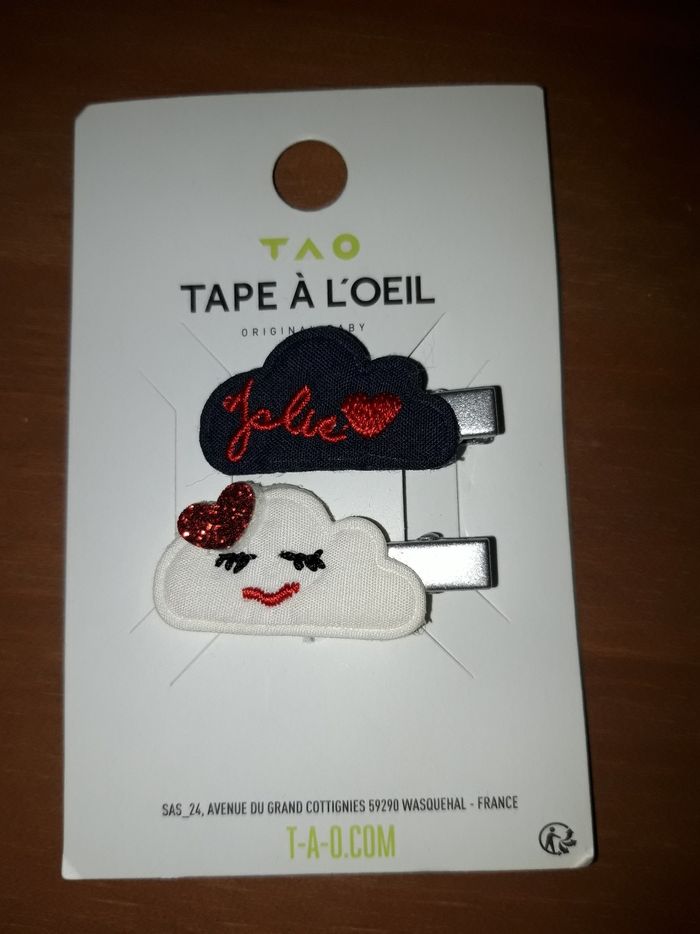 TAO
TAPE À L'OEIL
ORIGINAL BABY
Jolie
SAS_24, AVENUE DU GRAND COTTIGNIES 59290 WASQUEHAL - FRANCE
T-A-O.COM